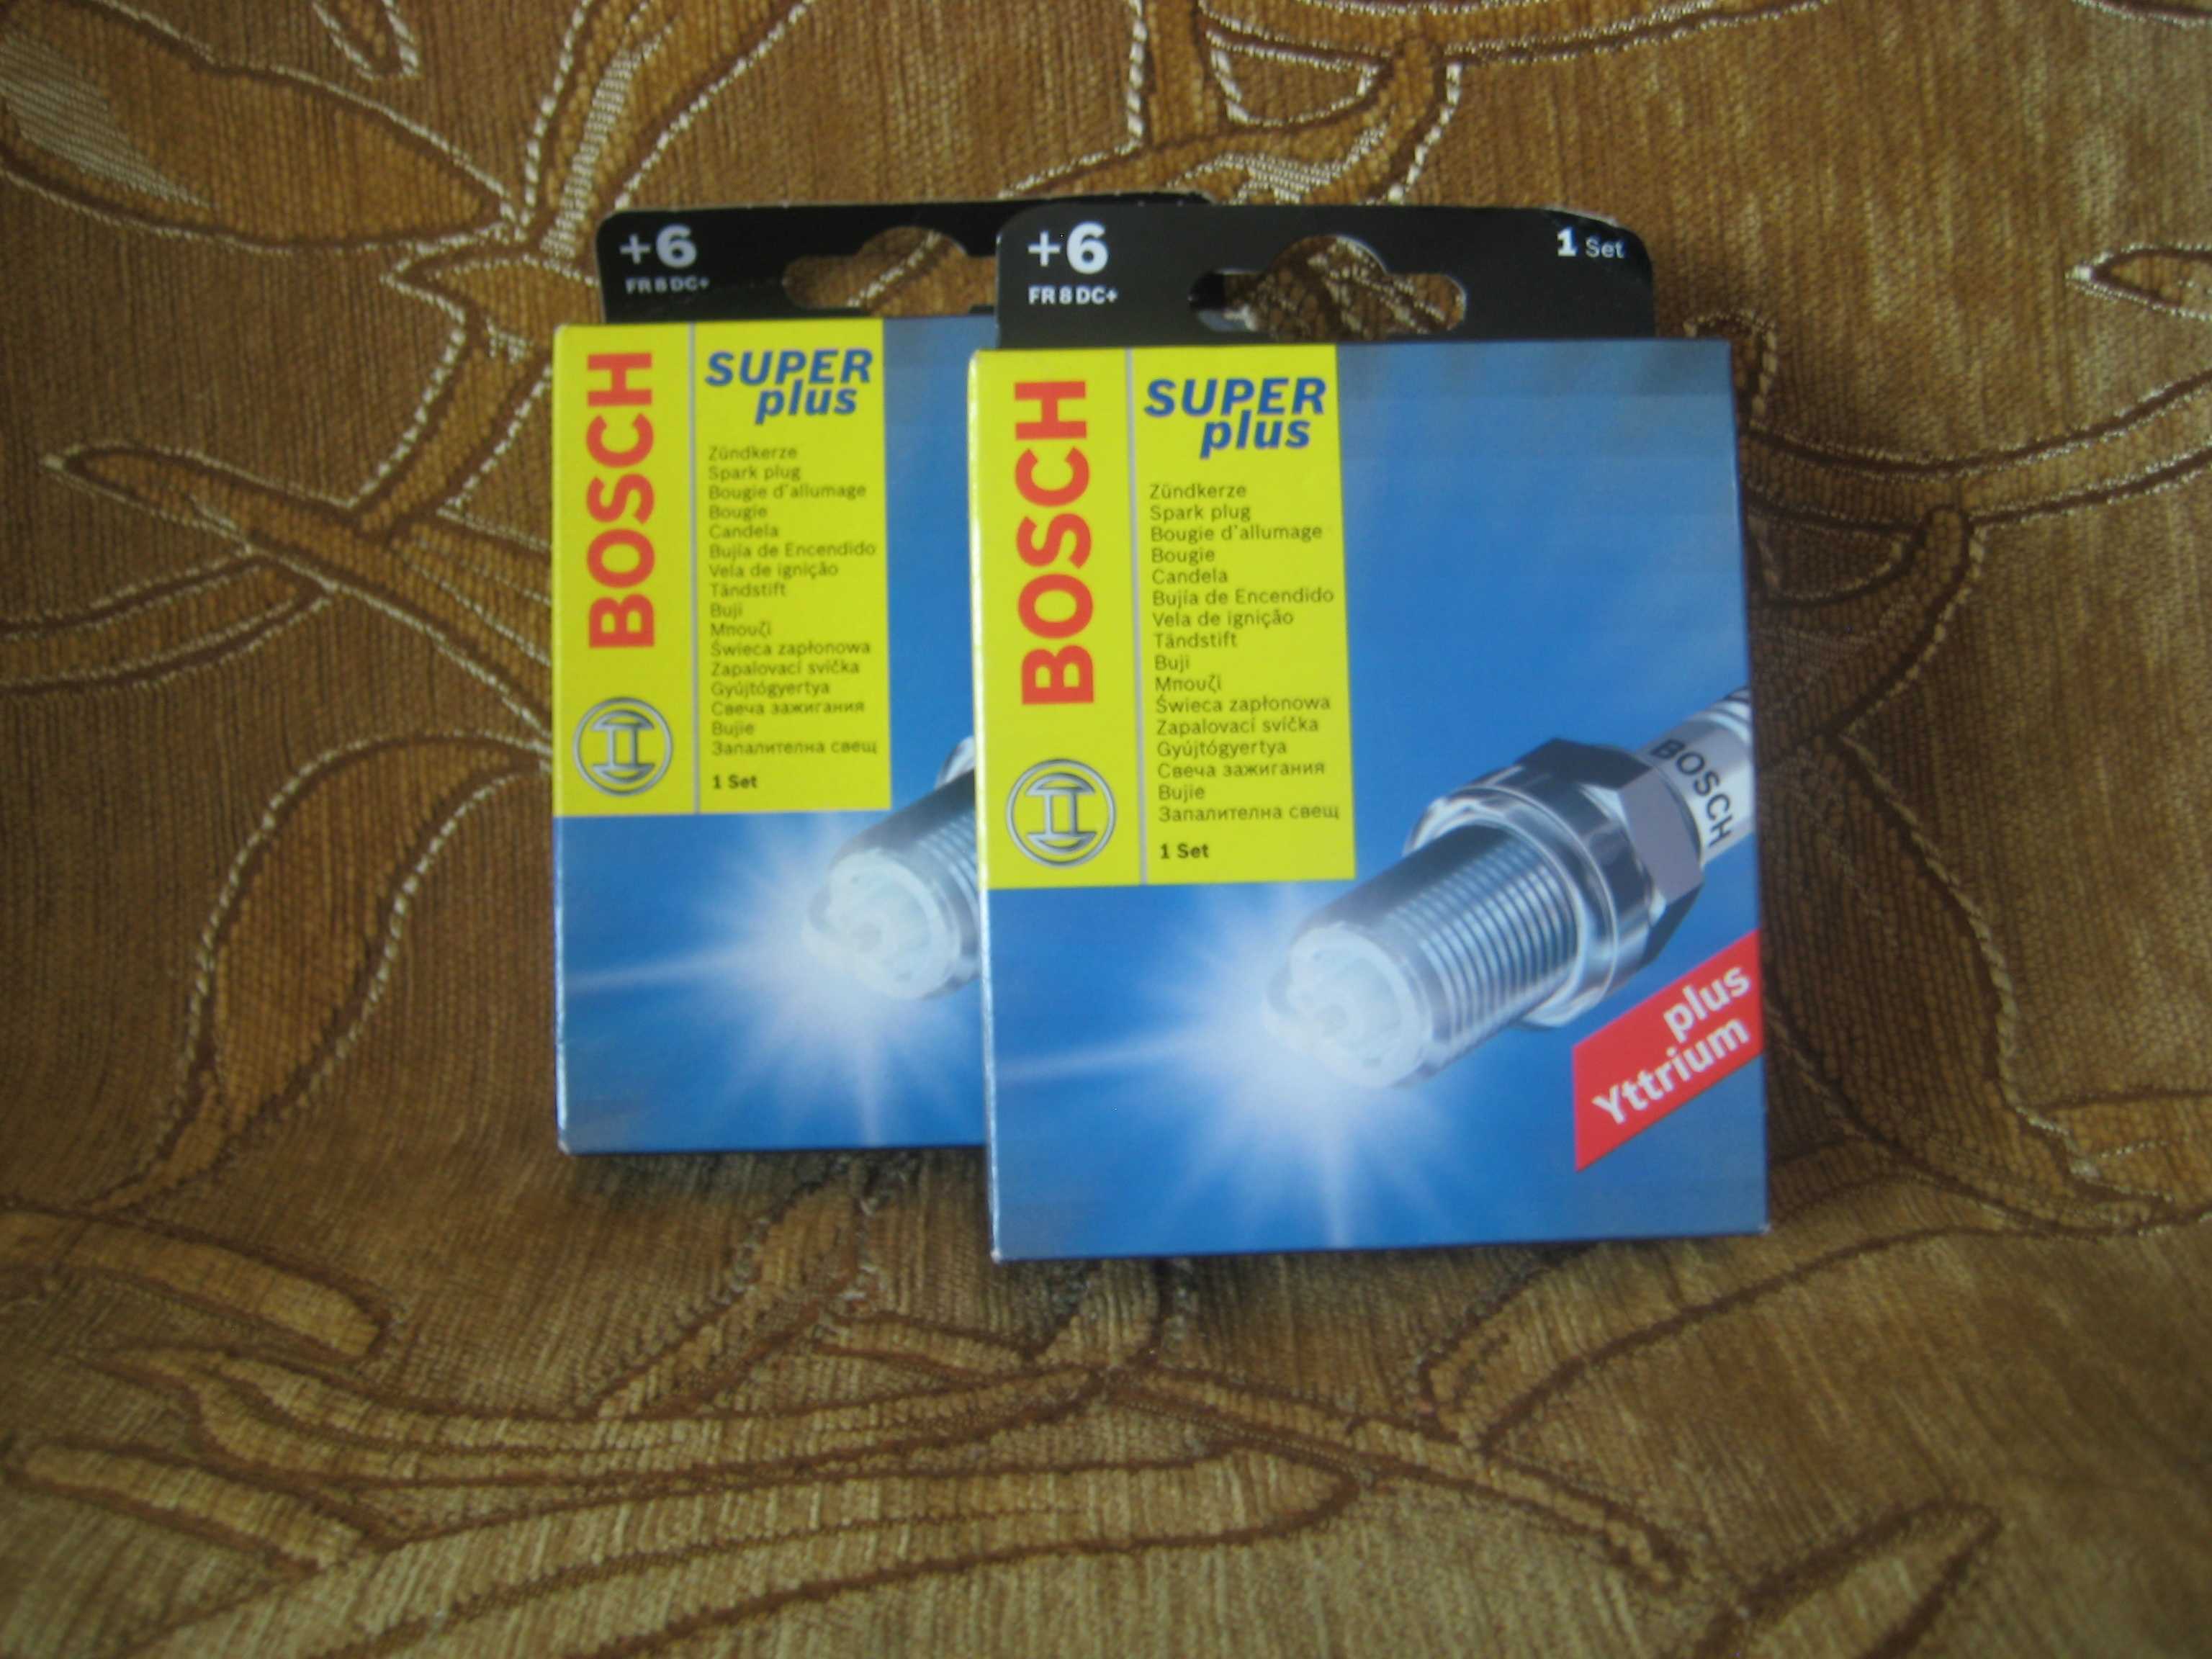 +6
FR 8 DC+
BOSCH
SUPER
plus
Zündkerze
Spark plug
Bougie d'allumage
Bougie
Candela
Bujía de Encendido
Vela de ignição
Tändstift
Buji
Μπουζί
Świeca zapłonowa
Zapalovací svíčka
Gyújtógyertya
Свеча зажигания
Bujie
Запалителна свещ
1 Set
+6
FR 8 DC+
1 Set
BOSCH
SUPER
plus
Zündkerze
Spark plug
Bougie d'allumage
Bougie
Candela
Bujía de Encendido
Vela de ignição
Tändstift
Buji
Μπουζί
Świeca zapłonowa
Zapalovací svíčka
Gyújtógyertya
Свеча зажигания
Bujie
Запалителна свещ
1 Set
BOSCH
plus
Yttrium